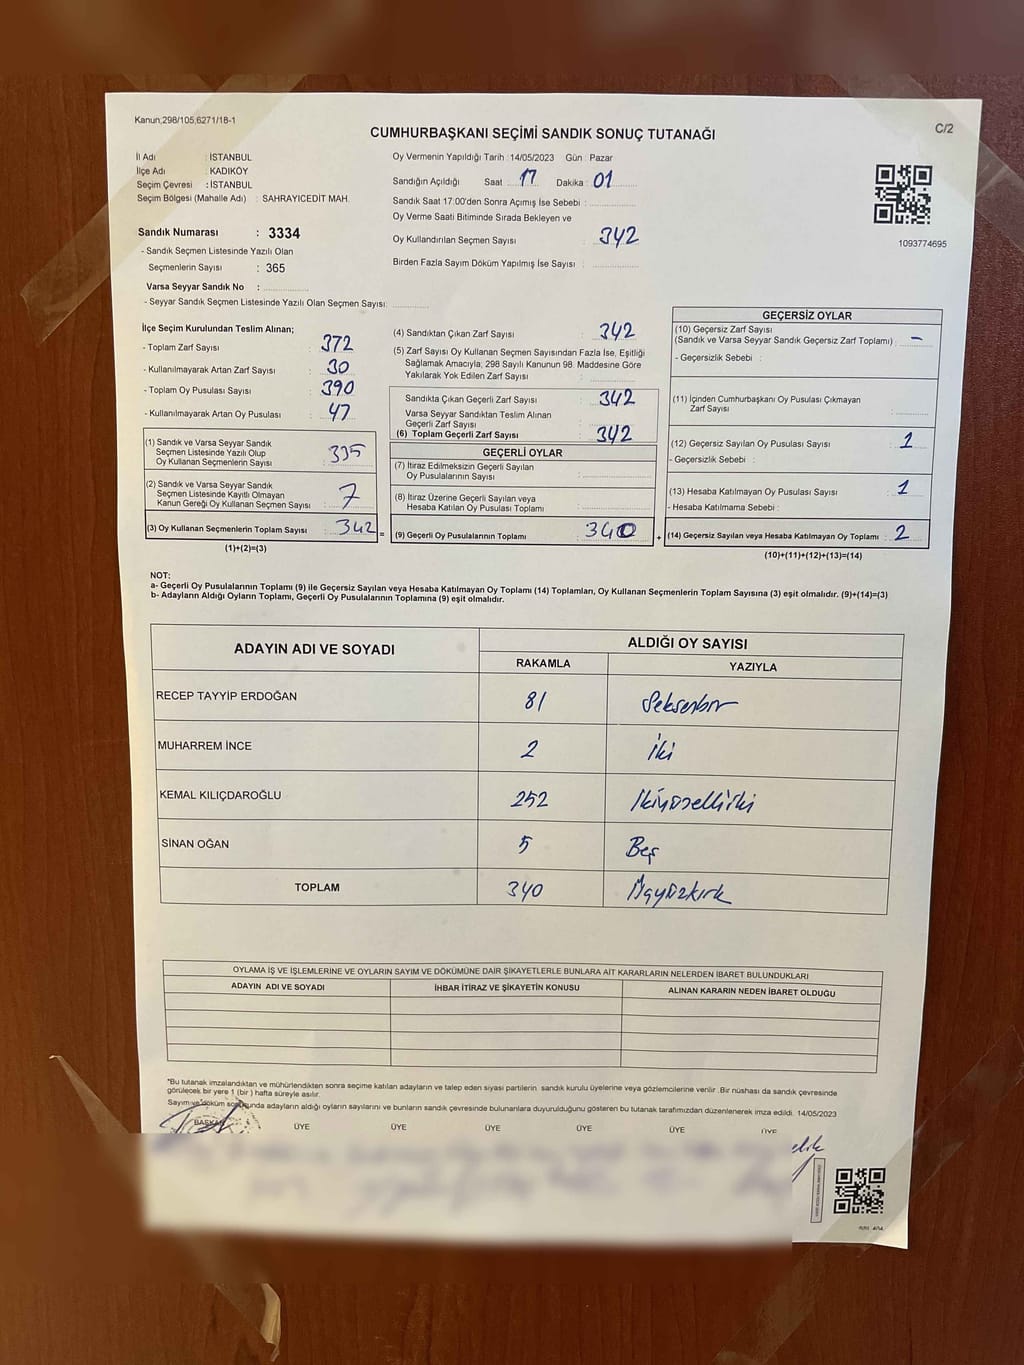 Kanun;298/105,6271/18-1
CUMHURBAŞKANI SEÇİMİ SANDIK SONUÇ TUTANAĞI
C/2
İl Adı : İSTANBUL
İlçe Adı : KADIKÖY
Seçim Çevresi : İSTANBUL
Seçim Bölgesi (Mahalle Adı) : SAHRAYICEDİT MAH.
Sandık Numarası : 3334
- Sandık Seçmen Listesinde Yazılı Olan
Seçmenlerin Sayısı : 365
Varsa Seyyar Sandık No :
- Seyyar Sandık Seçmen Listesinde Yazılı Olan Seçmen Sayısı:
Oy Vermenin Yapıldığı Tarih : 14/05/2023 Gün : Pazar
Sandığın Açıldığı Saat : 17 Dakika : 01
Sandık Saat 17:00'den Sonra Açımış İse Sebebi :
Oy Verme Saati Bitiminde Sırada Bekleyen ve
Oy Kullandırılan Seçmen Sayısı : 342
Birden Fazla Sayım Döküm Yapılmış İse Sayısı :
1093774695
İlçe Seçim Kurulundan Teslim Alınan;
- Toplam Zarf Sayısı : 372
- Kullanılmayarak Artan Zarf Sayısı : 30
- Toplam Oy Pusulası Sayısı : 390
- Kullanılmayarak Artan Oy Pusulası : 47
(1) Sandık ve Varsa Seyyar Sandık
Seçmen Listesinde Yazılı Olup
Oy Kullanan Seçmenlerin Sayısı : 335
(2) Sandık ve Varsa Seyyar Sandık
Seçmen Listesinde Kayıtlı Olmayan
Kanun Gereği Oy Kullanan Seçmen Sayısı : 7
(3) Oy Kullanan Seçmenlerin Toplam Sayısı : 342 =
(1)+(2)=(3)
(4) Sandıktan Çıkan Zarf Sayısı : 342
(5) Zarf Sayısı Oy Kullanan Seçmen Sayısından Fazla İse, Eşitliği
Sağlamak Amacıyla, 298 Sayılı Kanunun 98. Maddesine Göre
Yakılarak Yok Edilen Zarf Sayısı :
Sandıkta Çıkan Geçerli Zarf Sayısı : 342
Varsa Seyyar Sandıktan Teslim Alınan
Geçerli Zarf Sayısı :
(6) Toplam Geçerli Zarf Sayısı : 342
GEÇERLİ OYLAR
(7) İtiraz Edilmeksizin Geçerli Sayılan
Oy Pusulalarının Sayısı :
(8) İtiraz Üzerine Geçerli Sayılan veya
Hesaba Katılan Oy Pusulası Toplamı :
(9) Geçerli Oy Pusulalarının Toplamı : 340 +
GEÇERSİZ OYLAR
(10) Geçersiz Zarf Sayısı
(Sandık ve Varsa Seyyar Sandık Geçersiz Zarf Toplamı) : -
- Geçersizlik Sebebi :
(11) İçinden Cumhurbaşkanı Oy Pusulası Çıkmayan
Zarf Sayısı :
(12) Geçersiz Sayılan Oy Pusulası Sayısı : 1
- Geçersizlik Sebebi :
(13) Hesaba Katılmayan Oy Pusulası Sayısı : 1
- Hesaba Katılmama Sebebi :
(14) Geçersiz Sayılan veya Hesaba Katılmayan Oy Toplamı : 2
(10)+(11)+(12)+(13)=(14)
NOT:
a- Geçerli Oy Pusulalarının Toplamı (9) ile Geçersiz Sayılan veya Hesaba Katılmayan Oy Toplamı (14) Toplamları, Oy Kullanan Seçmenlerin Toplam Sayısına (3) eşit olmalıdır. (9)+(14)=(3)
b- Adayların Aldığı Oyların Toplamı, Geçerli Oy Pusulalarının Toplamına (9) eşit olmalıdır.
ADAYIN ADI VE SOYADI ALDIĞI OY SAYISI
RAKAMLA YAZIYLA
RECEP TAYYİP ERDOĞAN 81 Seksenbir
MUHARREM İNCE 2 İki
KEMAL KILIÇDAROĞLU 252 İkiyüzelliiki
SİNAN OĞAN 5 Beş
TOPLAM 340 Üçyüzkırk
OYLAMA İŞ VE İŞLEMLERİNE VE OYLARIN SAYIM VE DÖKÜMÜNE DAİR ŞİKAYETLERLE BUNLARA AİT KARARLARIN NELERDEN İBARET BULUNDUKLARI
ADAYIN ADI VE SOYADI İHBAR İTİRAZ VE ŞİKAYETİN KONUSU ALINAN KARARIN NEDEN İBARET OLDUĞU
*Bu tutanak imzalandıktan ve mühürlendikten sonra seçime katılan adayların ve talep eden siyasi partilerin, sandık kurulu üyelerine veya gözlemcilerine verilir. Bir nüshası da sandık çevresinde
görülecek bir yere 1 (bir) hafta süreyle asılır.
Sayım ve döküm sonucunda adayların aldığı oyların sayılarını ve bunların sandık çevresinde bulunanlara duyurulduğunu gösteren bu tutanak tarafımızdan düzenlenerek imza edildi. 14/05/2023
BAŞKAN ÜYE ÜYE ÜYE ÜYE ÜYE ÜYE